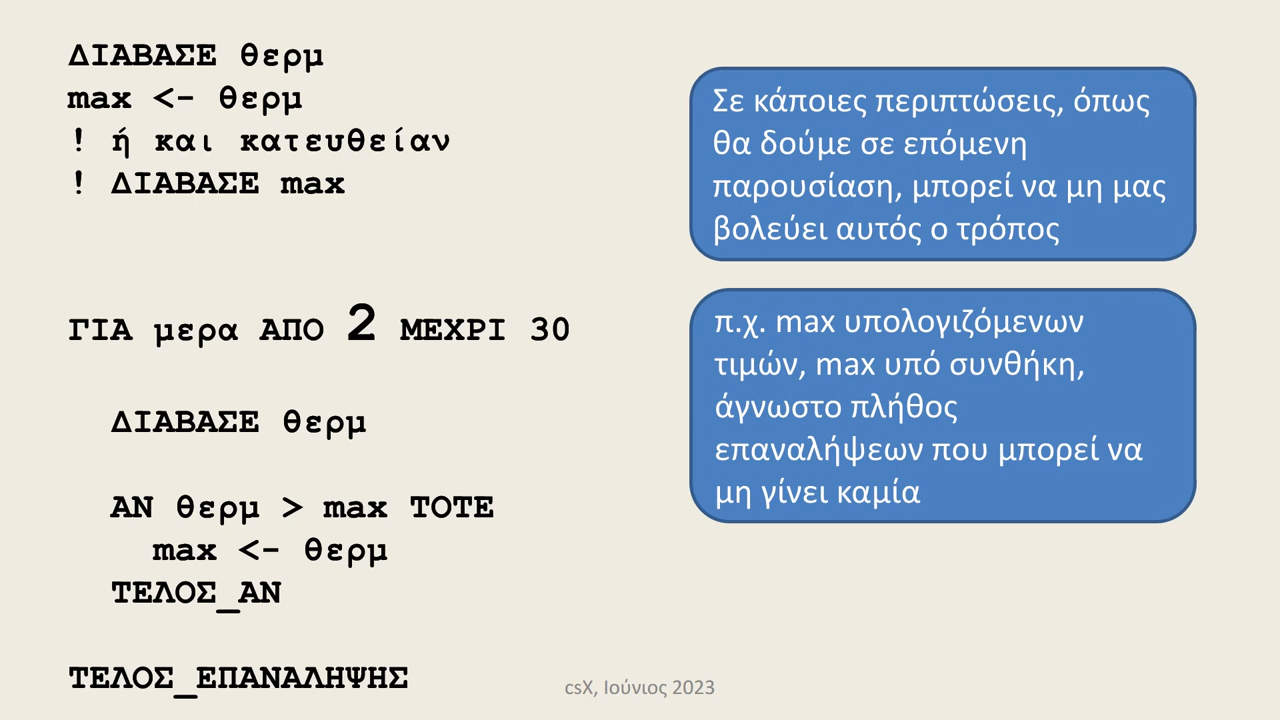 ΔΙΑΒΑΣΕ θερμ
max <- θερμ
! ή και κατευθείαν
! ΔΙΑΒΑΣΕ max
ΓΙΑ μερα ΑΠΟ 2 ΜΕΧΡΙ 30
ΔΙΑΒΑΣΕ θερμ
ΑΝ θερμ > max ΤΟΤΕ
max <- θερμ
ΤΕΛΟΣ_ΑΝ
ΤΕΛΟΣ_ΕΠΑΝΑΛΗΨΗΣ
Σε κάποιες περιπτώσεις, όπως
θα δούμε σε επόμενη
παρουσίαση, μπορεί να μη μας
βολεύει αυτός ο τρόπος
π.χ. max υπολογιζόμενων
τιμών, max υπό συνθήκη,
άγνωστο πλήθος
επαναλήψεων που μπορεί να
μη γίνει καμία
csX, Ιούνιος 2023